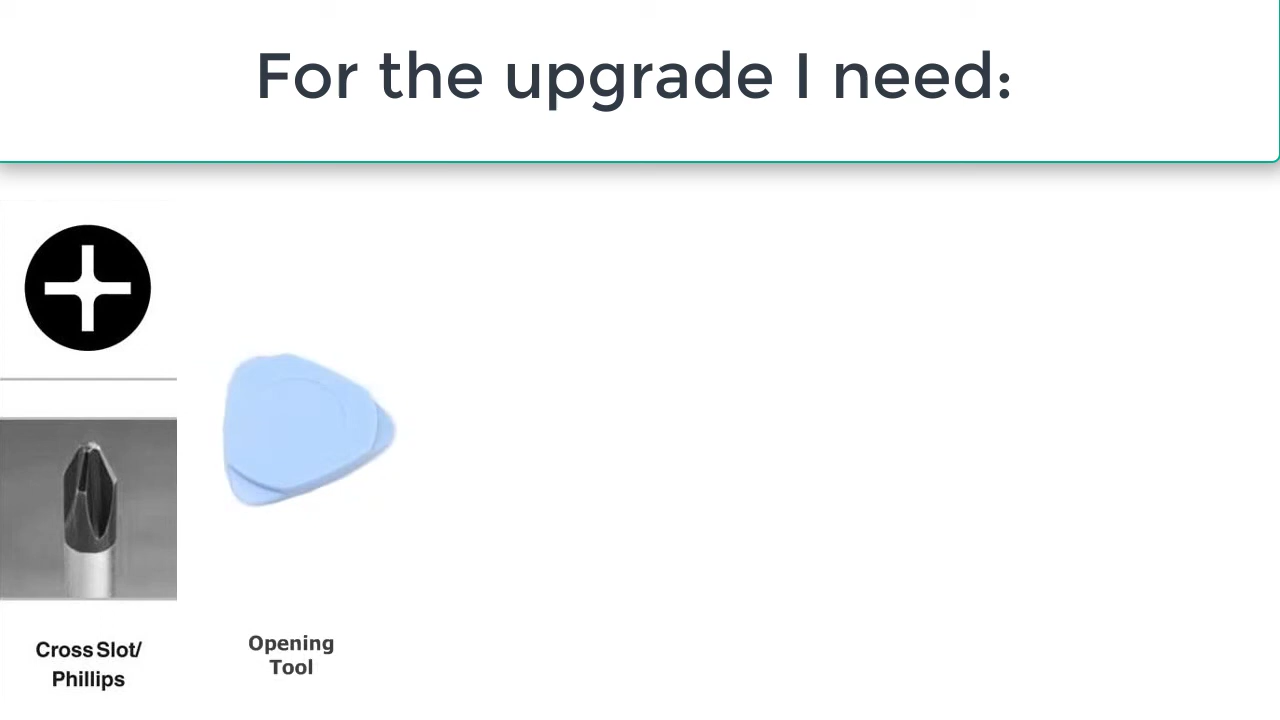 For the upgrade I need:
Cross Slot/
Phillips
Opening
Tool